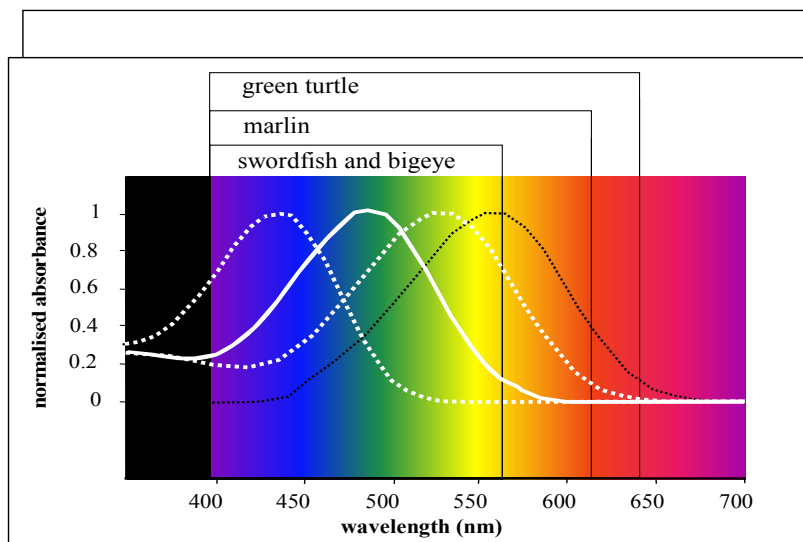 green turtle
marlin
swordfish and bigeye
normalised absorbance
1
0.8
0.6
0.4
0.2
0
400 450 500 550 600 650 700
wavelength (nm)